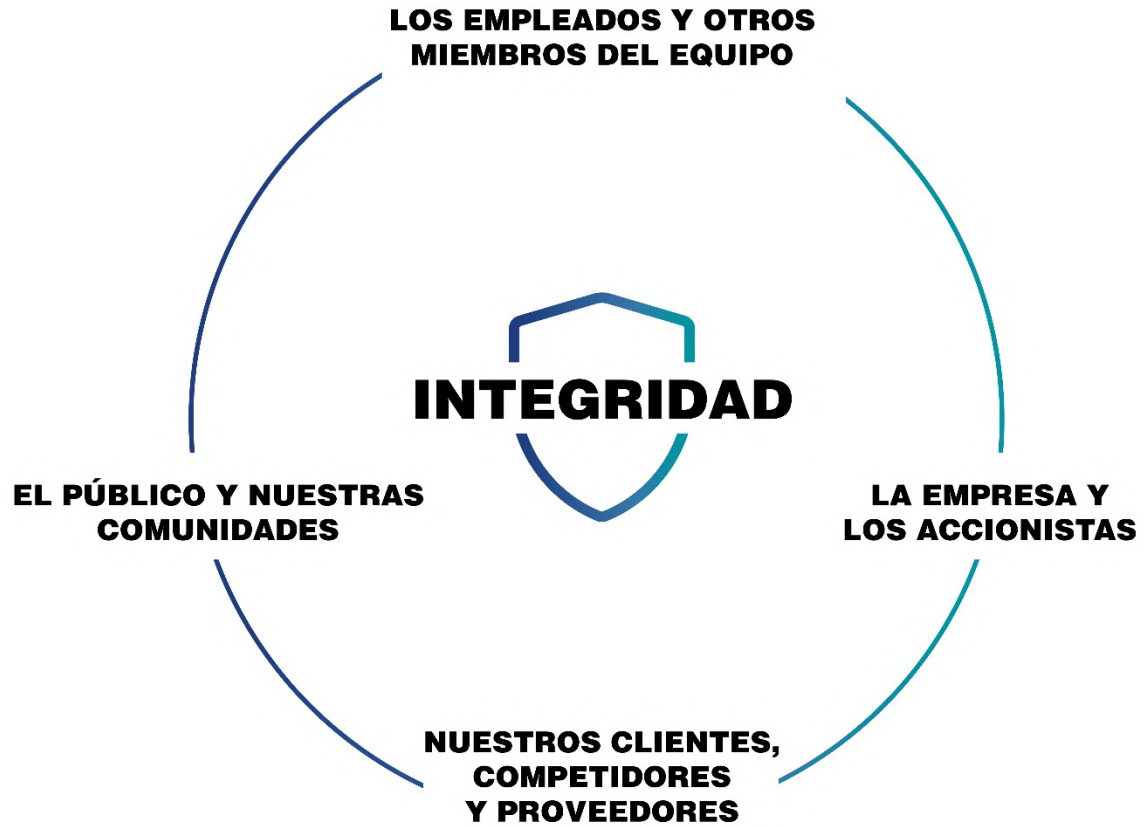 LOS EMPLEADOS Y OTROS
MIEMBROS DEL EQUIPO
INTEGRIDAD
EL PÚBLICO Y NUESTRAS
COMUNIDADES
LA EMPRESA Y
LOS ACCIONISTAS
NUESTROS CLIENTES,
COMPETIDORES
Y PROVEEDORES